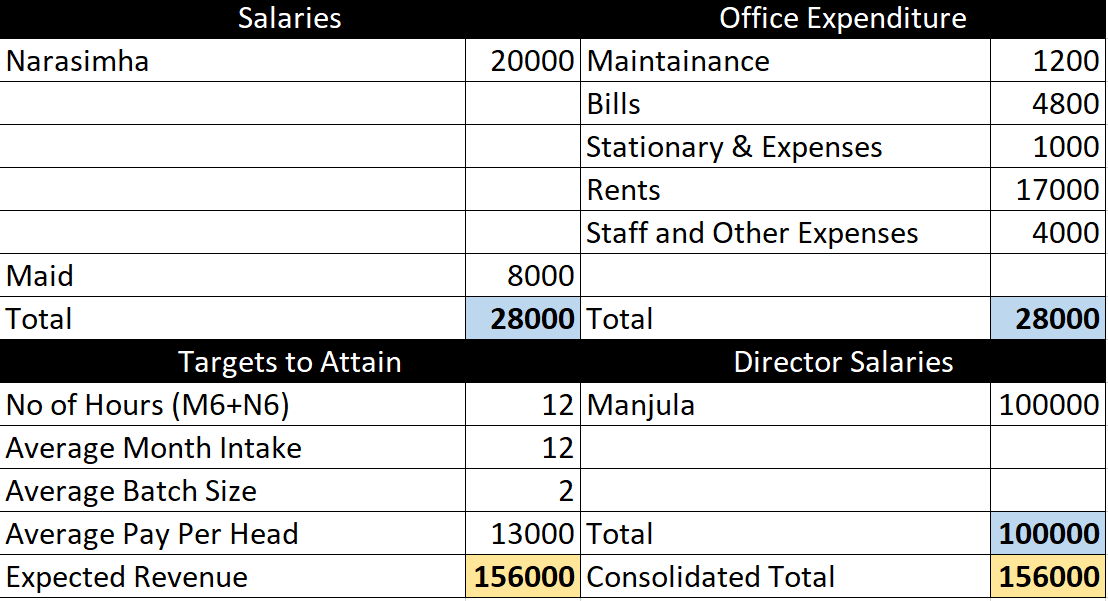 Salaries Office Expenditure
Narasimha 20000 Maintainance 1200
Bills 4800
Stationary & Expenses 1000
Rents 17000
Staff and Other Expenses 4000
Maid 8000
Total 28000 Total 28000
Targets to Attain Director Salaries
No of Hours (M6+N6) 12 Manjula 100000
Average Month Intake 12
Average Batch Size 2
Average Pay Per Head 13000 Total 100000
Expected Revenue 156000 Consolidated Total 156000